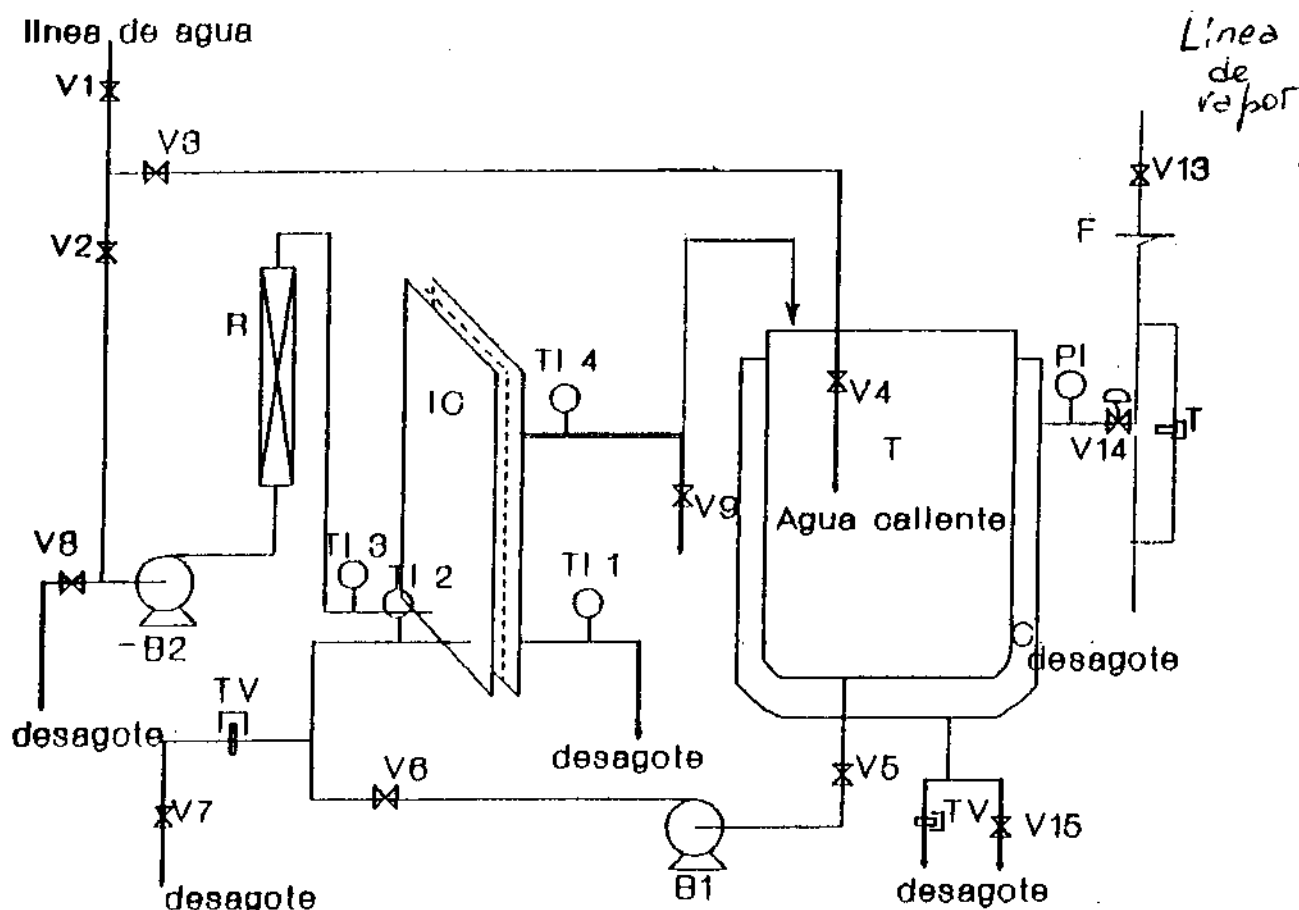 línea de agua
Línea
de
vapor
V1
V3
V13
V2
F
R
TI 4
PI
IC
V4
T
T
V14
Agua caliente
V9
V8
TI 3
TI 2
TI 1
B2
C
desagote
TV
desagote
desagote
V6
V5
V7
TV
V15
B1
desagote
desagote